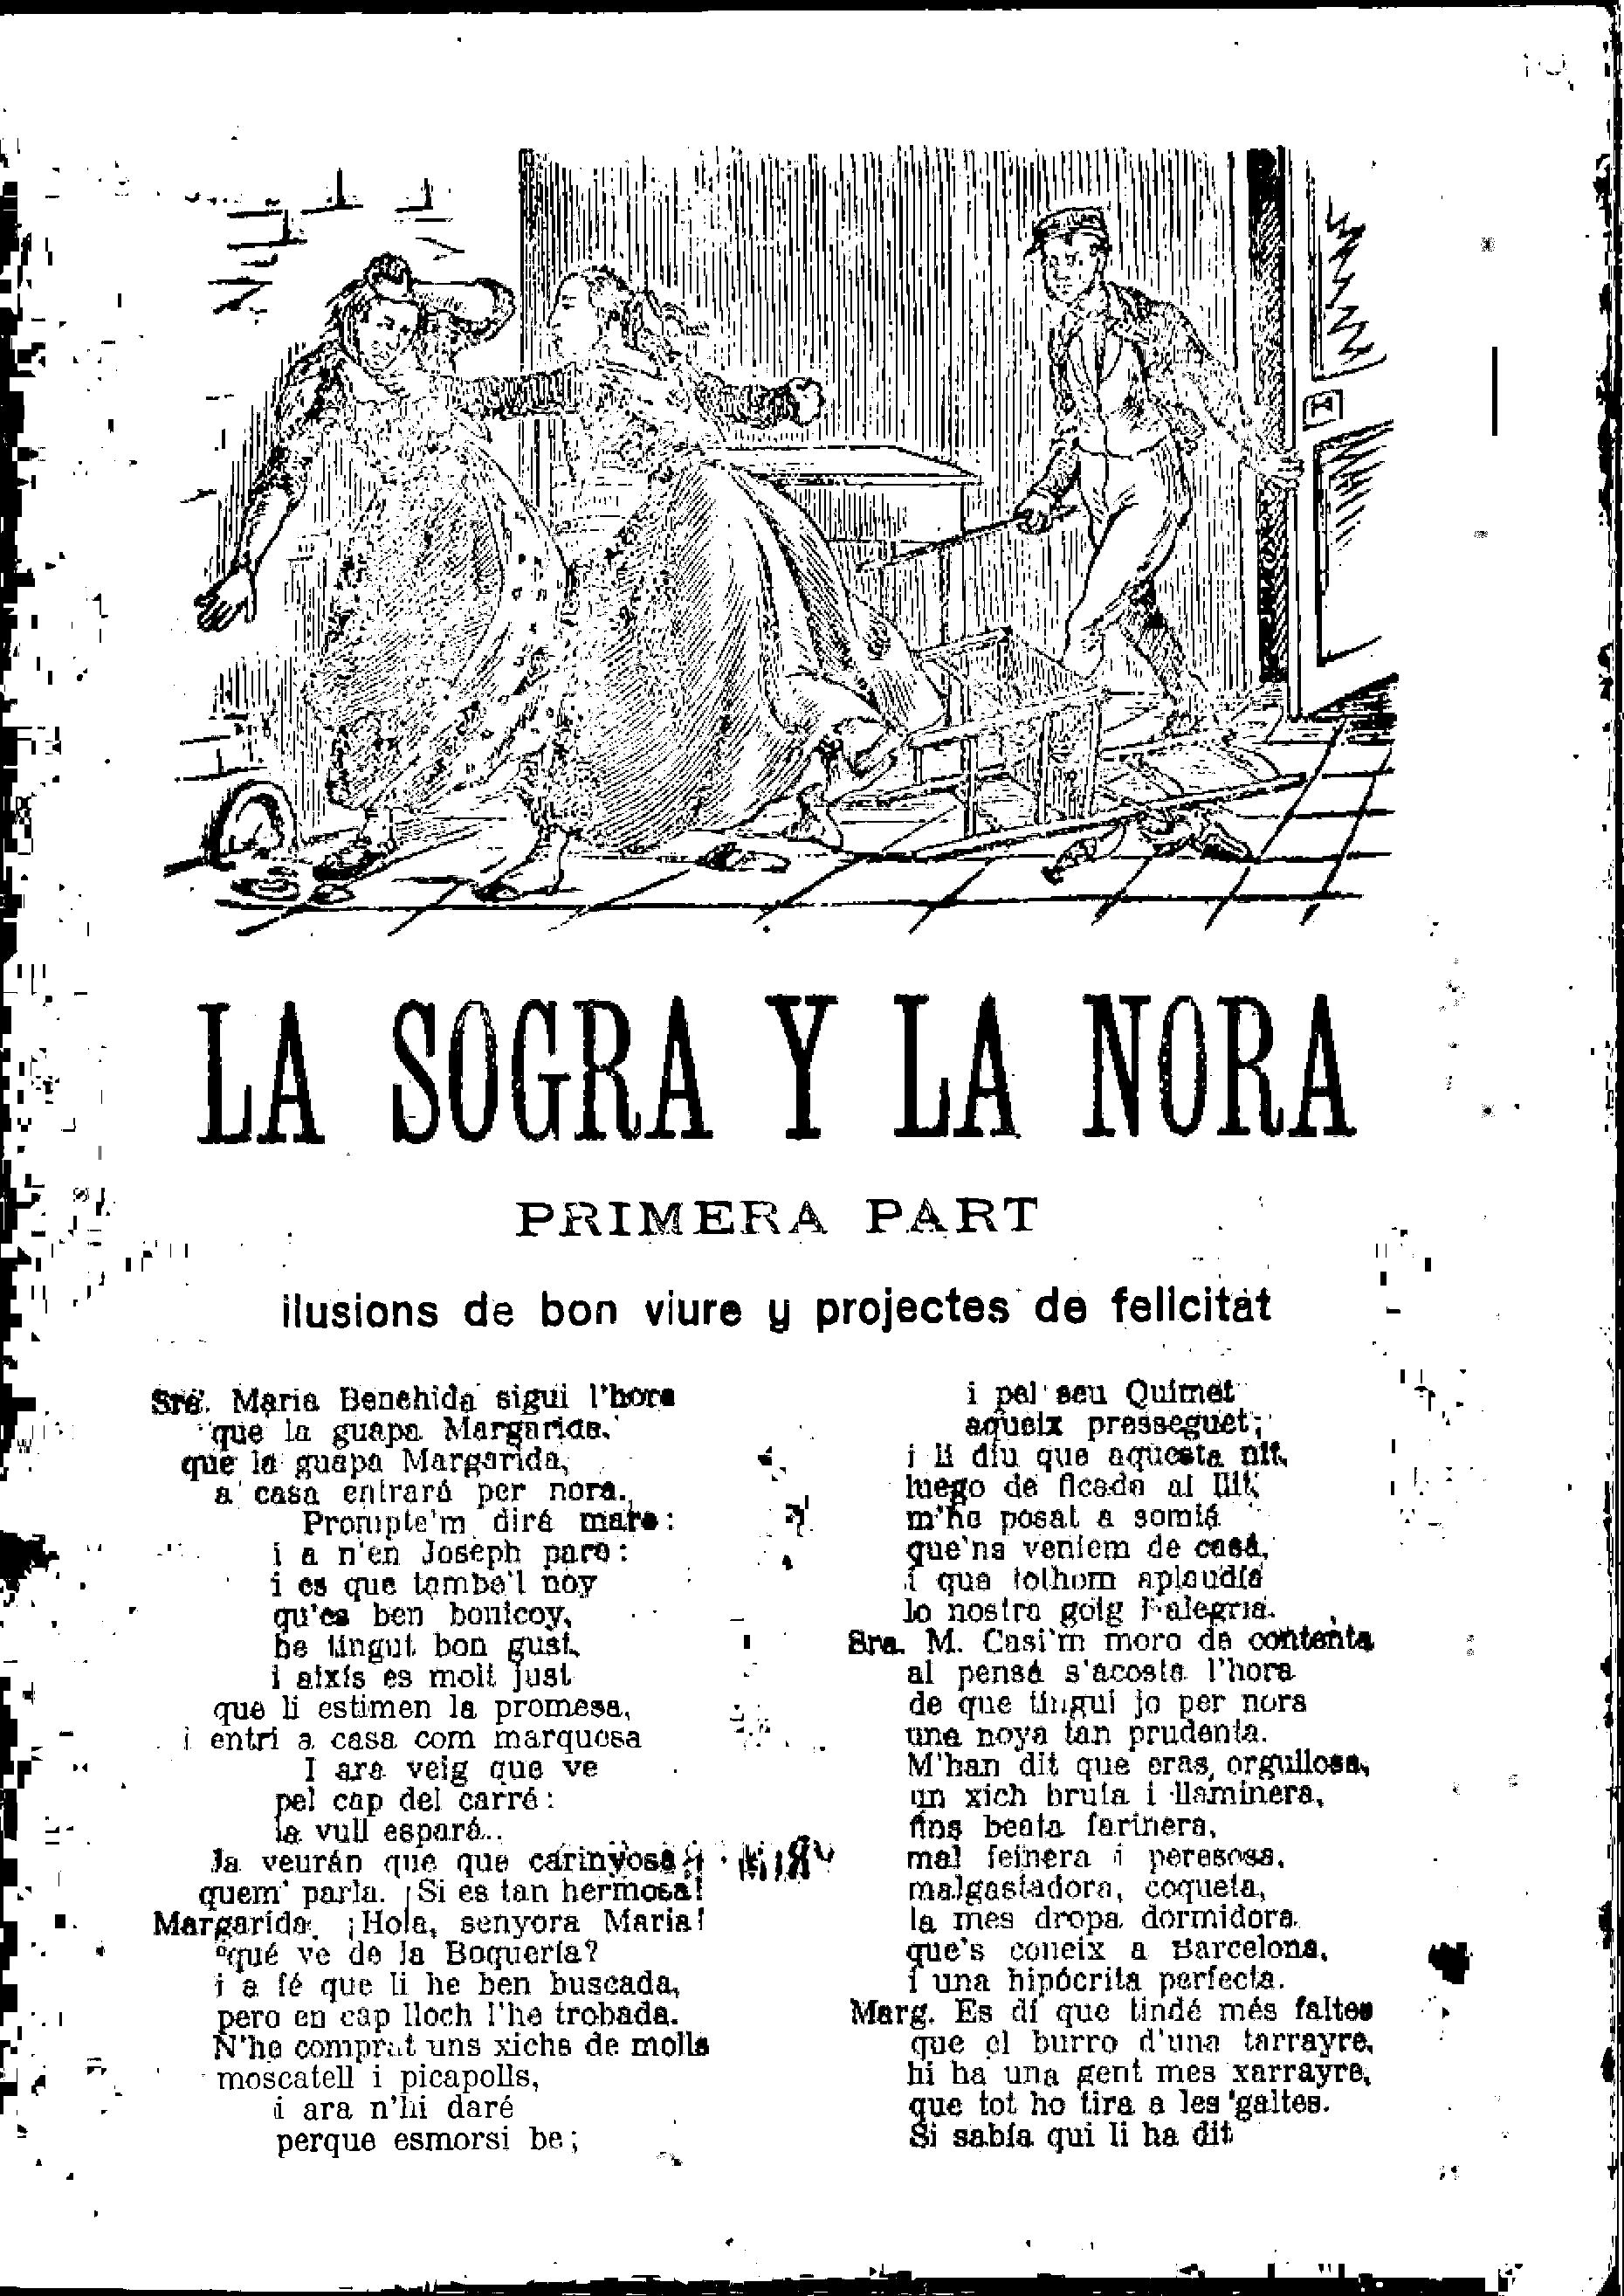 LA SOGRA Y LA NORA
PRIMERA PART
ilusions de bon viure y projectes de felicitat
Sra. Maria Benehida sigui l'hora
que la guapa Margarida,
que la guapa Margarida,
a casa entrará per nora.
Prompte'm dirá mare:
i a n'en Joseph pare:
i es que tambe'l noy
qu'es ben bonicoy,
he tingut bon gust,
i aixís es molt just
que li estimen la promesa,
i entri a casa com marquesa
I ara veig que ve
pel cap del carré:
la vull espará..
Ja veurán que que carinyosa
quem' parla. ¡Si es tan hermosa!
Margarida. ¡Hola, senyora Maria!
qué ve de la Boquería?
i a fé que li he ben buscada,
pero en cap lloch l'he trobada.
N'he comprat uns xichs de molls
moscatell i picapolls,
i ara n'hi daré
perque esmorsi be;
i pel seu Quimet
aqueix presseguet;
i li díu que aquesta nit,
luego de ficada al llit,
m'he posat a somiá
que'ns veniem de casá,
i que tothom aplaudía
lo nostro goig i alegria.
Sra. M. Casi'm moro de contenta
al pensá s'acosta l'hora
de que tingui jo per nora
una noya tan prudenta.
M'han dit que eras, orgullosa,
un xich bruta i llaminera,
fins beata farinera,
mal feinera i peresosa,
malgastadora, coqueta,
la mes dropa dormidora
que's coneix a Barcelona,
i una hipócrita perfecta.
Marg. Es dí que tindé més faltes
que el burro d'una tarrayre,
hi ha una gent mes xarrayre,
que tot ho tira a les galtes.
Si sabía qui li ha dit